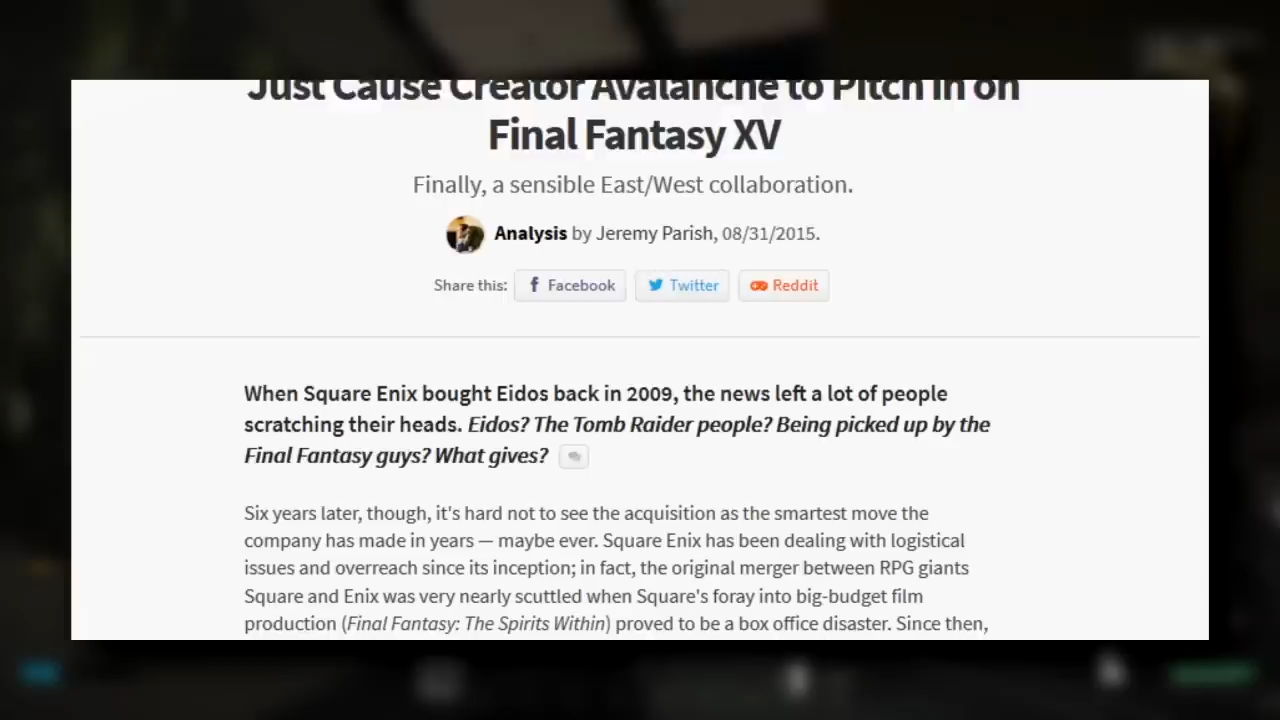 Just Cause Creator Avalanche to Pitch in on
Final Fantasy XV
Finally, a sensible East/West collaboration.
Analysis by Jeremy Parish, 08/31/2015.
Share this: Facebook Twitter Reddit
When Square Enix bought Eidos back in 2009, the news left a lot of people
scratching their heads. Eidos? The Tomb Raider people? Being picked up by the
Final Fantasy guys? What gives?
Six years later, though, it's hard not to see the acquisition as the smartest move the
company has made in years — maybe ever. Square Enix has been dealing with logistical
issues and overreach since its inception; in fact, the original merger between RPG giants
Square and Enix was very nearly scuttled when Square's foray into big-budget film
production (Final Fantasy: The Spirits Within) proved to be a box office disaster. Since then,